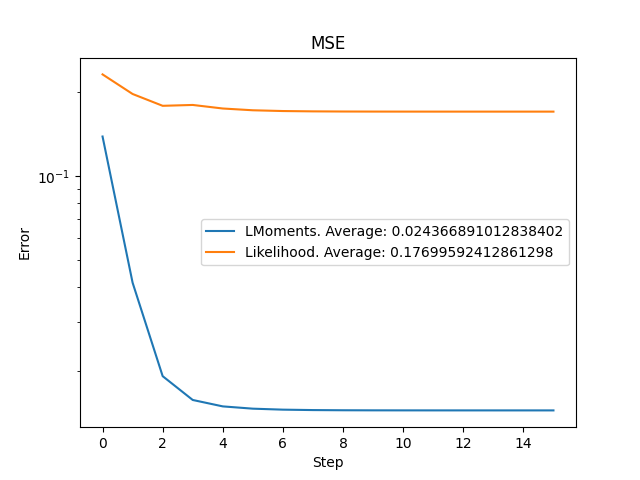 MSE
10⁻¹
Error
LMoments. Average: 0.024366891012838402
Likelihood. Average: 0.17699592412861298
0 2 4 6 8 10 12 14
Step